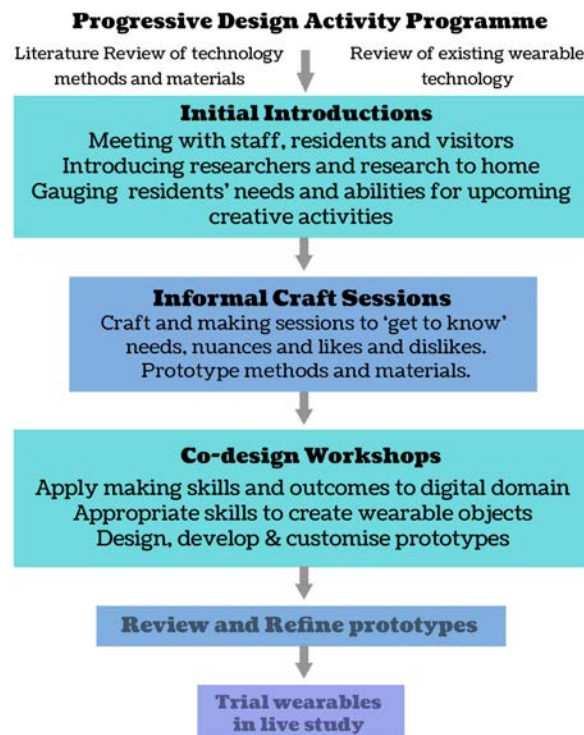 Progressive Design Activity Programme
Literature Review of technology
methods and materials
Review of existing wearable
technology
Initial Introductions
Meeting with staff, residents and visitors
Introducing researchers and research to home
Gauging residents’ needs and abilities for upcoming
creative activities
Informal Craft Sessions
Craft and making sessions to ‘get to know’
needs, nuances and likes and dislikes.
Prototype methods and materials.
Co-design Workshops
Apply making skills and outcomes to digital domain
Appropriate skills to create wearable objects
Design, develop & customise prototypes
Review and Refine prototypes
Trial wearables
in live study